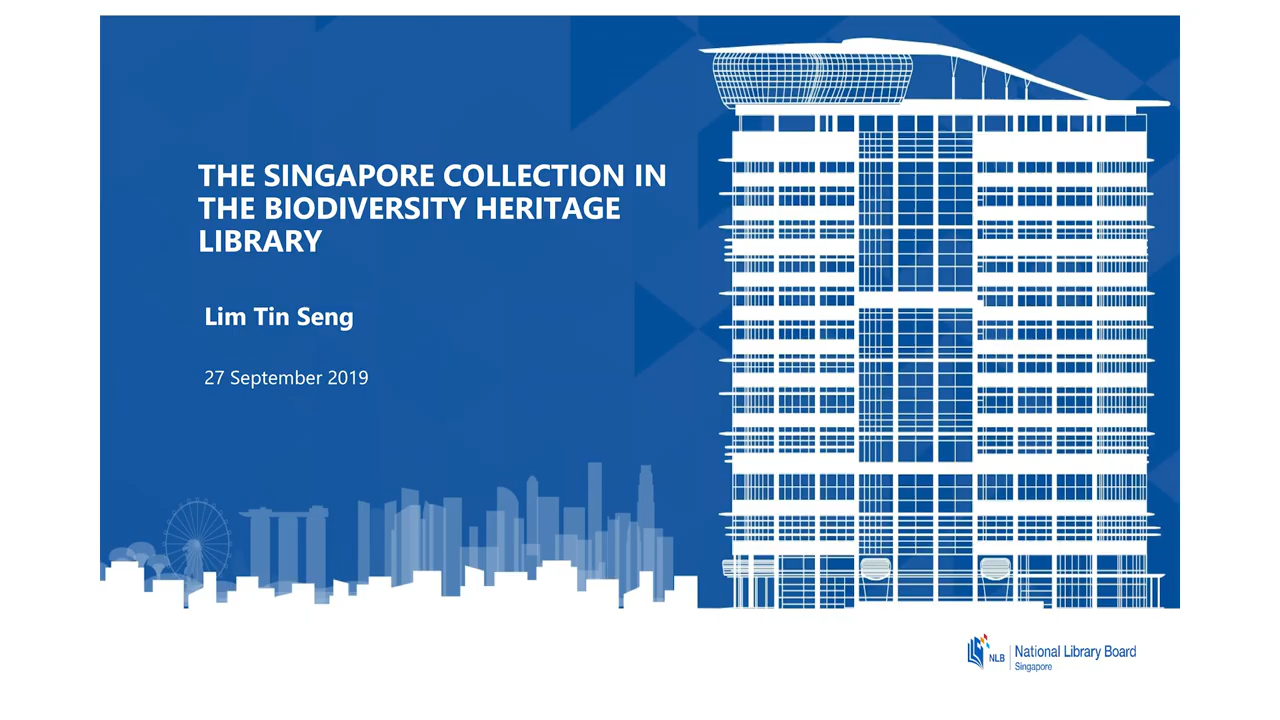 THE SINGAPORE COLLECTION IN
THE BIODIVERSITY HERITAGE
LIBRARY
Lim Tin Seng
27 September 2019
NLB
National Library Board
Singapore